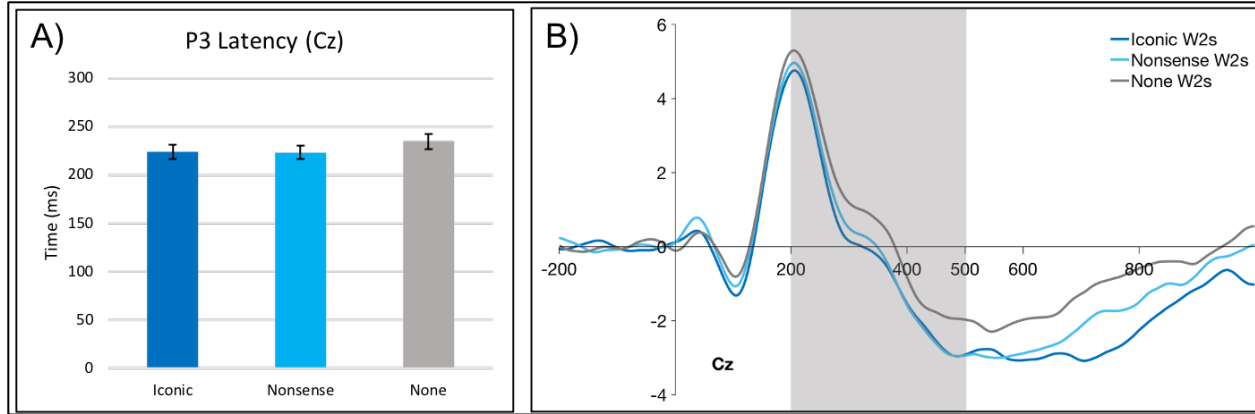 A)
P3 Latency (Cz)
300
250
200
150
100
50
0
Time (ms)
Iconic Nonsense None
B)
6
4
2
0
-2
-4
-200 200 400 500 600 800
Iconic W2s
Nonsense W2s
None W2s
Cz